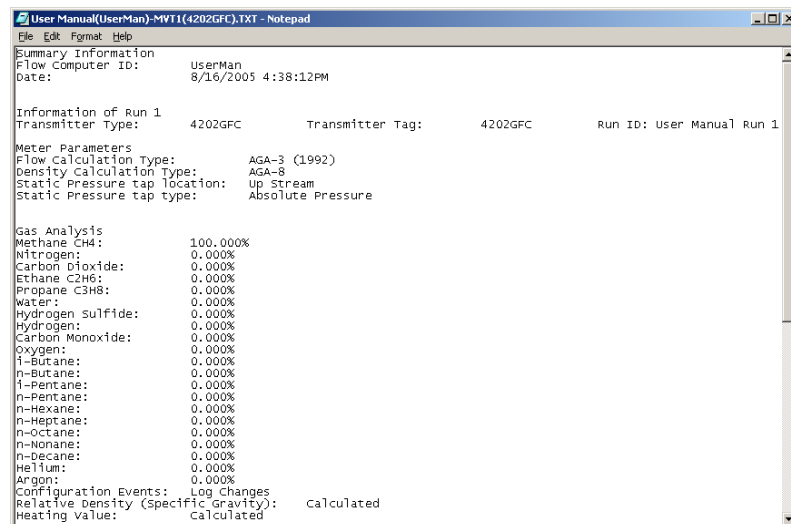 User Manual(UserMan)-MVT1(4202GFC).TXT - Notepad
File Edit Format Help
Summary Information
Flow Computer ID: UserMan
Date: 8/16/2005 4:38:12PM
Information of Run 1
Transmitter Type: 4202GFC Transmitter Tag: 4202GFC Run ID: User Manual Run 1
Meter Parameters
Flow Calculation Type: AGA-3 (1992)
Density Calculation Type: AGA-8
Static Pressure tap location: Up Stream
Static Pressure tap type: Absolute Pressure
Gas Analysis
Methane CH4: 100.000%
Nitrogen: 0.000%
Carbon Dioxide: 0.000%
Ethane C2H6: 0.000%
Propane C3H8: 0.000%
Water: 0.000%
Hydrogen Sulfide: 0.000%
Hydrogen: 0.000%
Carbon Monoxide: 0.000%
Oxygen: 0.000%
i-Butane: 0.000%
n-Butane: 0.000%
i-Pentane: 0.000%
n-Pentane: 0.000%
n-Hexane: 0.000%
n-Heptane: 0.000%
n-Octane: 0.000%
n-Nonane: 0.000%
n-Decane: 0.000%
Helium: 0.000%
Argon: 0.000%
Configuration Events: Log Changes
Relative Density (Specific Gravity): Calculated
Heating Value: Calculated